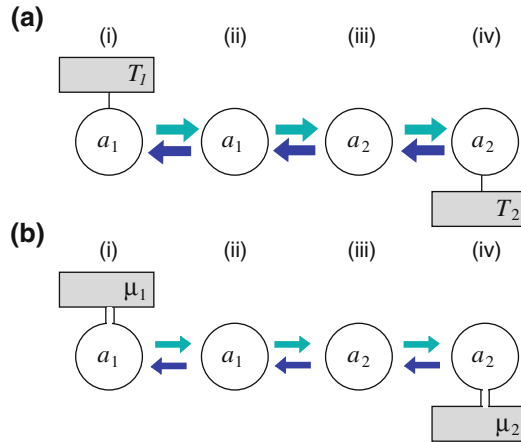 (a)
(i) (ii) (iii) (iv)
T1
a1 a1 a2 a2
T2
(b)
(i) (ii) (iii) (iv)
μ1
a1 a1 a2 a2
μ2